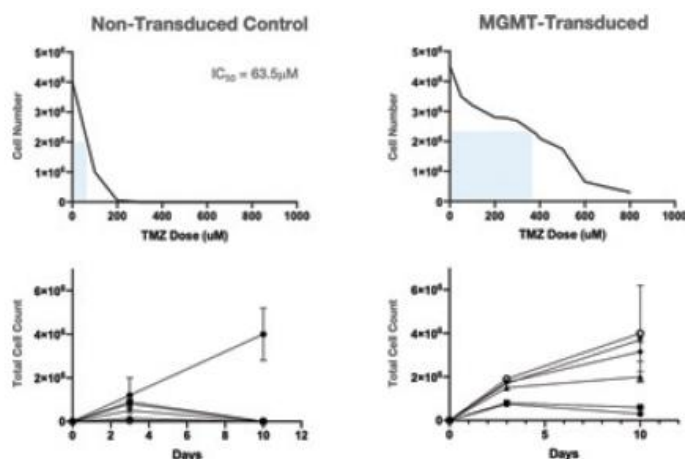 Non-Transduced Control
MGMT-Transduced
5×10⁶
4×10⁶
3×10⁶
2×10⁶
1×10⁶
0
Cell Number
IC₅₀ = 63.5μM
0 200 400 600 800 1000
TMZ Dose (uM)
5×10⁶
4×10⁶
3×10⁶
2×10⁶
1×10⁶
0
Cell Number
0 200 400 600 800 1000
TMZ Dose (uM)
6×10⁶
4×10⁶
2×10⁶
0
Total Cell Count
0 2 4 6 8 10 12
Days
6×10⁶
4×10⁶
2×10⁶
0
Total Cell Count
0 5 10
Days